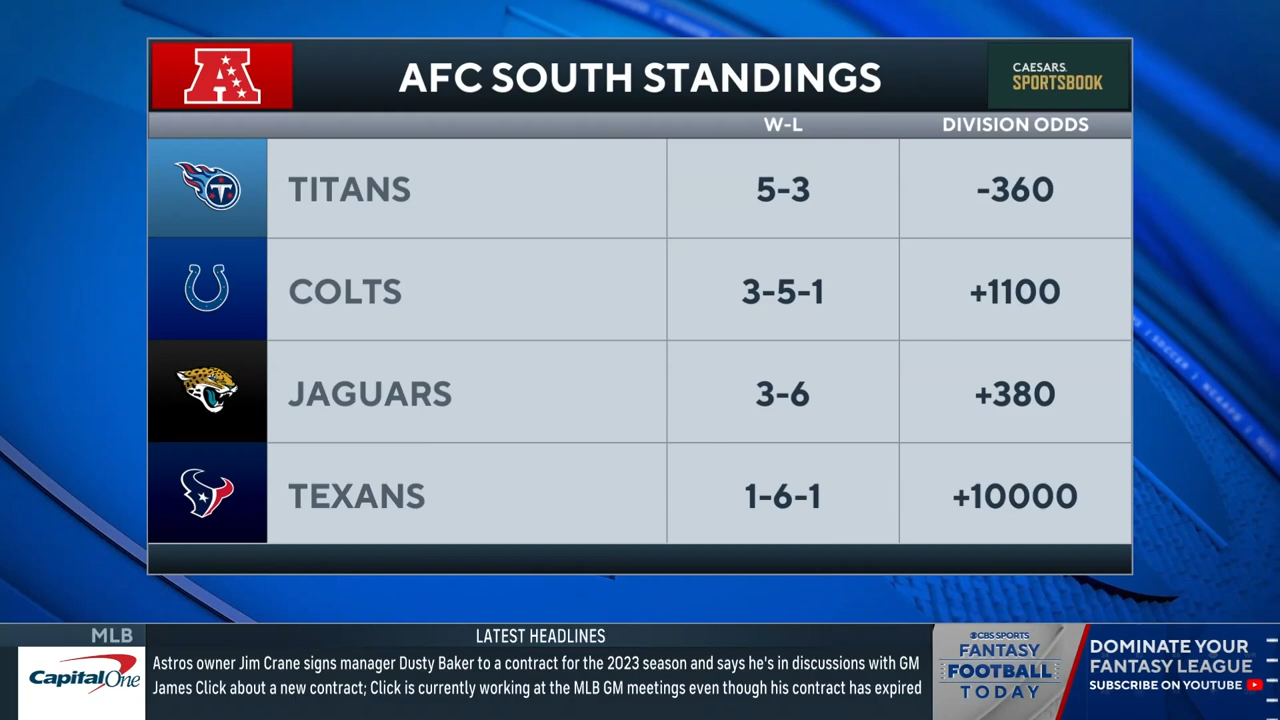 AFC SOUTH STANDINGS
CAESARS
SPORTSBOOK
W-L DIVISION ODDS
TITANS 5-3 -360
COLTS 3-5-1 +1100
JAGUARS 3-6 +380
TEXANS 1-6-1 +10000
MLB
LATEST HEADLINES
Capital One
Astros owner Jim Crane signs manager Dusty Baker to a contract for the 2023 season and says he's in discussions with GM
James Click about a new contract; Click is currently working at the MLB GM meetings even though his contract has expired
CBS SPORTS
FANTASY
FOOTBALL
TODAY
DOMINATE YOUR
FANTASY LEAGUE
SUBSCRIBE ON YOUTUBE